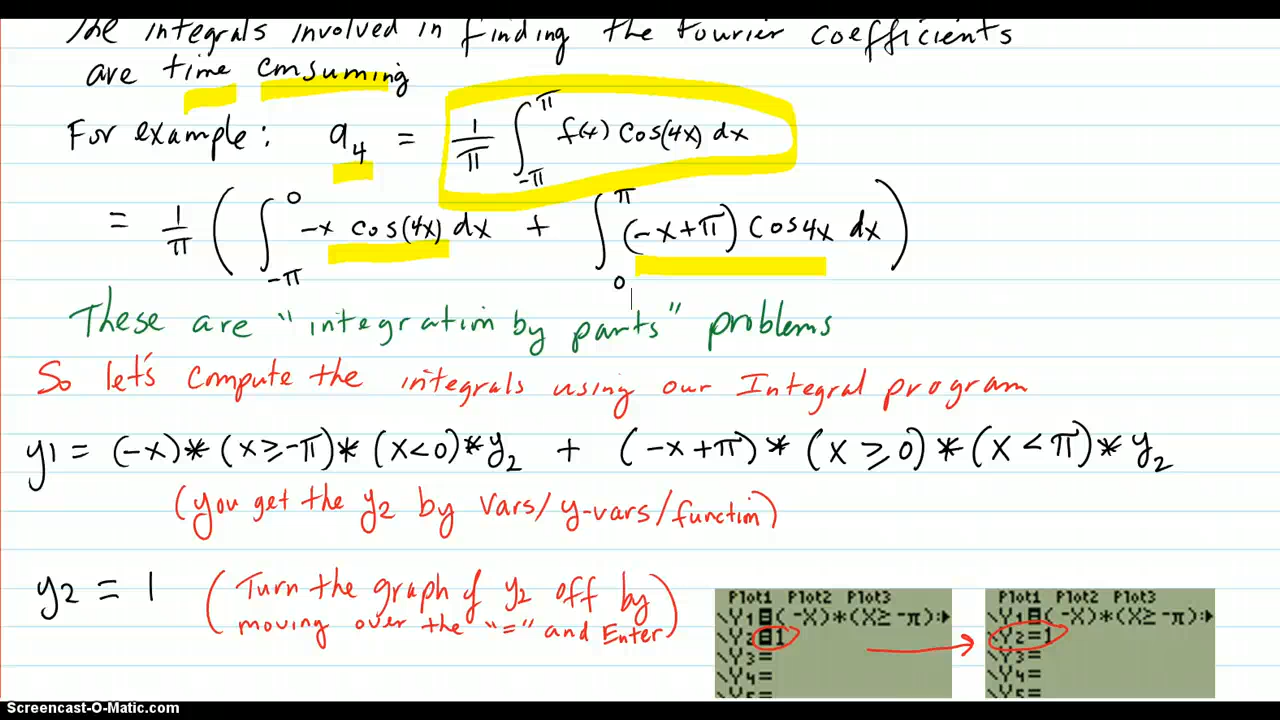 The integrals involved in finding the Fourier coefficients
are time consuming
For example: a₄ = 1/π ∫_{-π}^{π} f(x) cos(4x) dx
= 1/π ( ∫_{-π}^{0} -x cos(4x) dx + ∫_{0}^{π} (-x+π) cos4x dx )
These are "integration by parts" problems
So let's compute the integrals using our Integral program
y1 = (-x)*(x≥-π)*(x<0)*y₂ + (-x+π)*(x≥0)*(x<π)*y₂
(you get the y2 by Vars/y-vars/function)
y2 = 1 (Turn the graph of y2 off by
moving over the "=" and Enter)
Plot1 Plot2 Plot3
\Y₁=(-X)*(X≥-π)
\Y₂=1
\Y₃=
\Y₄=
\Y₅=
Plot1 Plot2 Plot3
\Y₁=(-X)*(X≥-π)
\Y₂=1
\Y₃=
\Y₄=
\Y₅=
Screencast-O-Matic.com